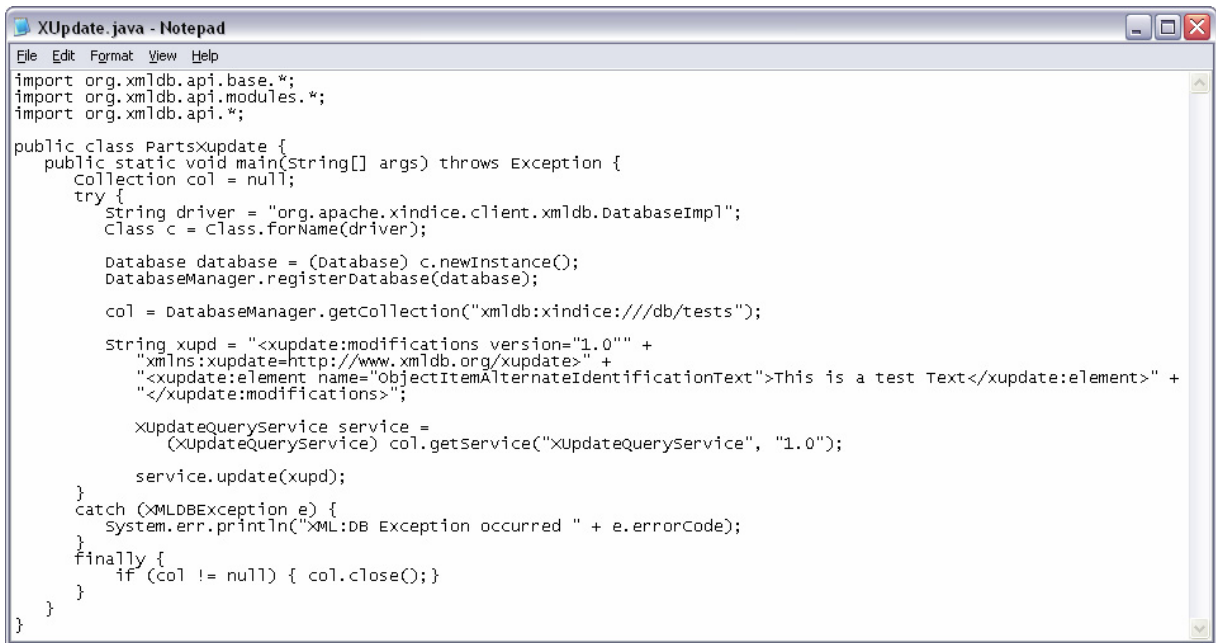 XUpdate.java - Notepad
File Edit Format View Help
import org.xmldb.api.base.*;
import org.xmldb.api.modules.*;
import org.xmldb.api.*;
public class PartsXupdate {
public static void main(String[] args) throws Exception {
Collection col = null;
try {
String driver = "org.apache.xindice.client.xmldb.DatabaseImpl";
Class c = Class.forName(driver);
Database database = (Database) c.newInstance();
DatabaseManager.registerDatabase(database);
col = DatabaseManager.getCollection("xmldb:xindice:///db/tests");
String xupd = "<xupdate:modifications version="1.0"" +
"xmlns:xupdate=http://www.xmldb.org/xupdate>" +
"<xupdate:element name="ObjectItemAlternateIdentificationText">This is a test Text</xupdate:element>" +
"</xupdate:modifications>";
XUpdateQueryService service =
(XUpdateQueryService) col.getService("XUpdateQueryService", "1.0");
service.update(xupd);
}
catch (XMLDBException e) {
System.err.println("XML:DB Exception occurred " + e.errorCode);
}
finally {
if (col != null) { col.close();}
}
}
}